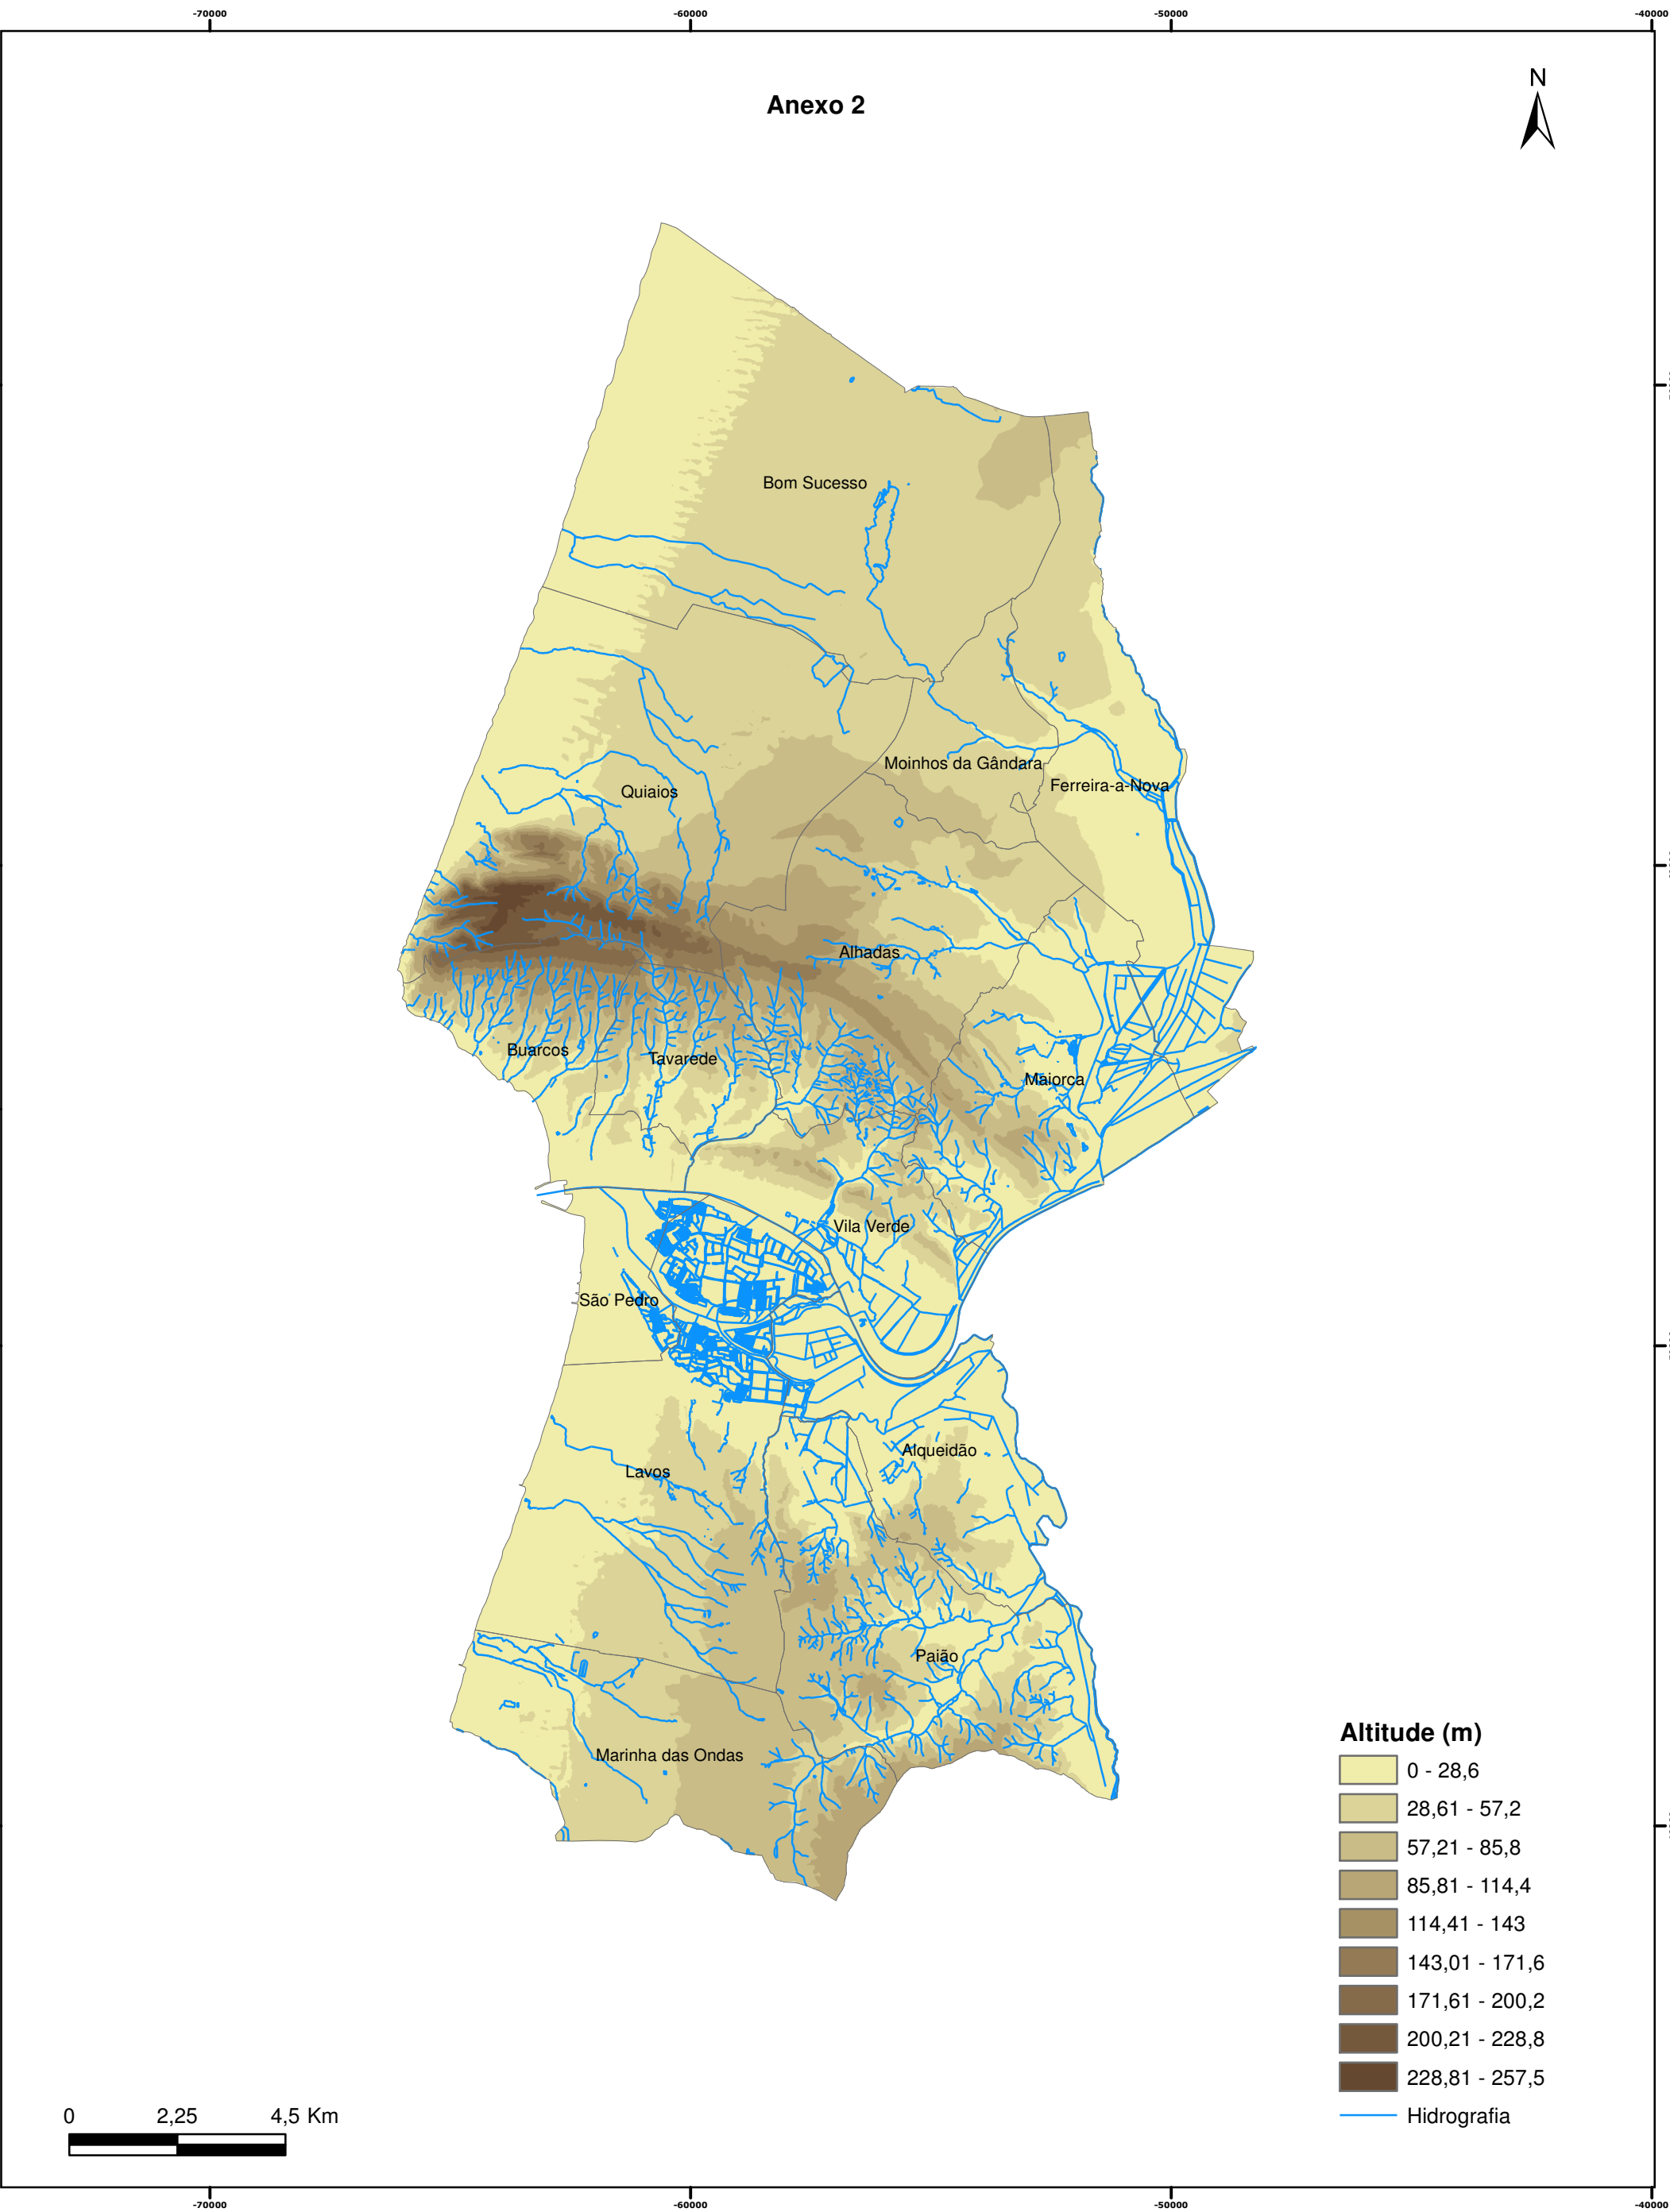 -70000 -60000 -50000 -40000
N
Anexo 2
Bom Sucesso
Moinhos da Gândara
Ferreira-a-Nova
Quiaios
Alhadas
Buarcos
Tavarede
Maiorca
Vila Verde
São Pedro
Alqueidão
Lavos
Paião
Marinha das Ondas
Altitude (m)
0 - 28,6
28,61 - 57,2
57,21 - 85,8
85,81 - 114,4
114,41 - 143
143,01 - 171,6
171,61 - 200,2
200,21 - 228,8
228,81 - 257,5
Hidrografia
0 2,25 4,5 Km
-70000 -60000 -50000 -40000